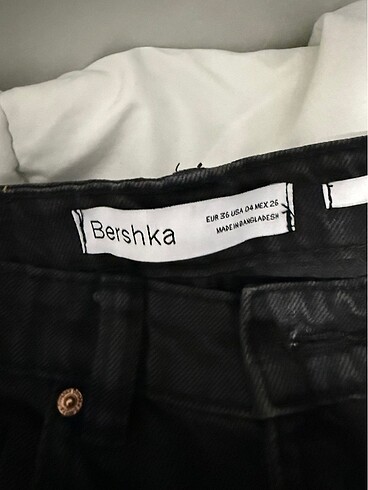 Bershka
EUR 36 USA 04 MEX 26
MADE IN BANGLADESH